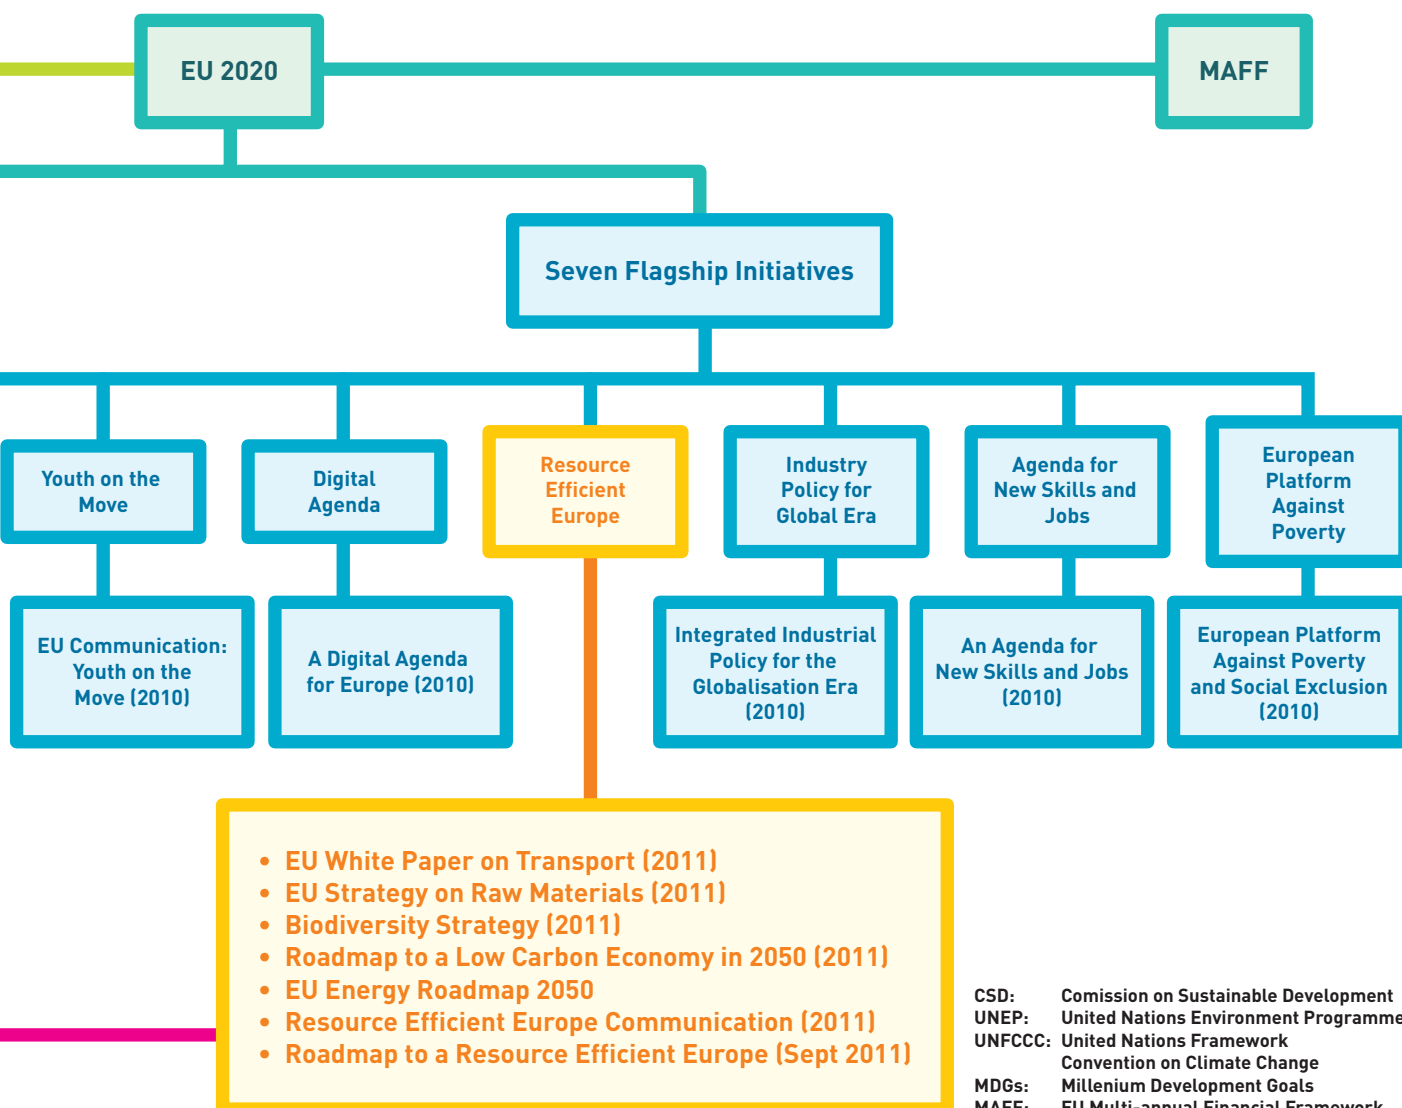 EU 2020
MAFF
Seven Flagship Initiatives
Youth on the
Move
Digital
Agenda
Resource
Efficient
Europe
Industry
Policy for
Global Era
Agenda for
New Skills and
Jobs
European
Platform
Against
Poverty
EU Communication:
Youth on the
Move (2010)
A Digital Agenda
for Europe (2010)
Integrated Industrial
Policy for the
Globalisation Era
(2010)
An Agenda for
New Skills and Jobs
(2010)
European Platform
Against Poverty
and Social Exclusion
(2010)
• EU White Paper on Transport (2011)
• EU Strategy on Raw Materials (2011)
• Biodiversity Strategy (2011)
• Roadmap to a Low Carbon Economy in 2050 (2011)
• EU Energy Roadmap 2050
• Resource Efficient Europe Communication (2011)
• Roadmap to a Resource Efficient Europe (Sept 2011)
CSD: Comission on Sustainable Development
UNEP: United Nations Environment Programme
UNFCCC: United Nations Framework
Convention on Climate Change
MDGs: Millenium Development Goals
MAFF: EU Multi-annual Financial Framework